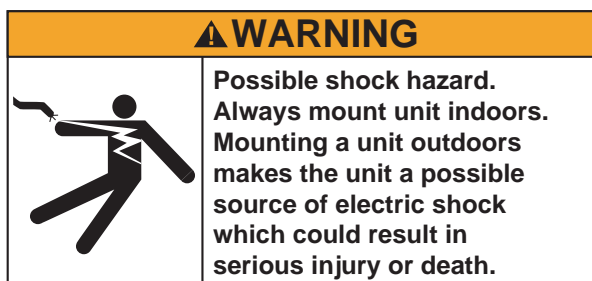 WARNING
Possible shock hazard.
Always mount unit indoors.
Mounting a unit outdoors
makes the unit a possible
source of electric shock
which could result in
serious injury or death.